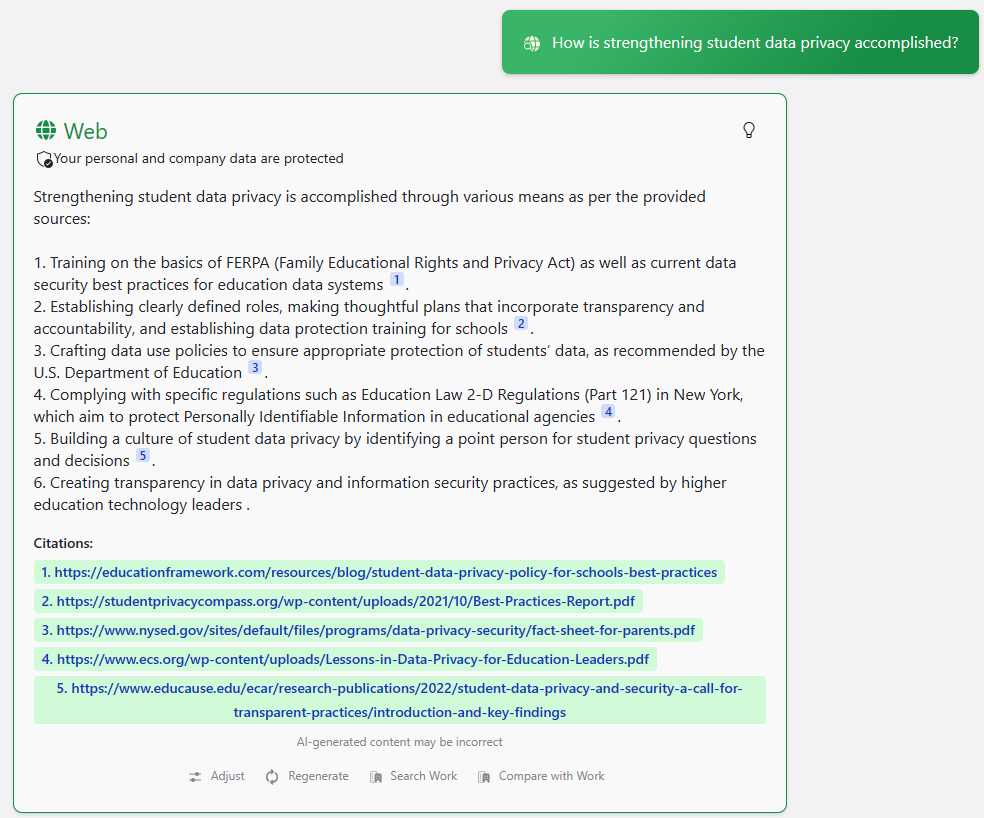 How is strengthening student data privacy accomplished?
Web
Your personal and company data are protected
Strengthening student data privacy is accomplished through various means as per the provided
sources:
1. Training on the basics of FERPA (Family Educational Rights and Privacy Act) as well as current data
security best practices for education data systems 1 .
2. Establishing clearly defined roles, making thoughtful plans that incorporate transparency and
accountability, and establishing data protection training for schools 2 .
3. Crafting data use policies to ensure appropriate protection of students’ data, as recommended by the
U.S. Department of Education 3 .
4. Complying with specific regulations such as Education Law 2-D Regulations (Part 121) in New York,
which aim to protect Personally Identifiable Information in educational agencies 4 .
5. Building a culture of student data privacy by identifying a point person for student privacy questions
and decisions 5 .
6. Creating transparency in data privacy and information security practices, as suggested by higher
education technology leaders .
Citations:
1. https://educationframework.com/resources/blog/student-data-privacy-policy-for-schools-best-practices
2. https://studentprivacycompass.org/wp-content/uploads/2021/10/Best-Practices-Report.pdf
3. https://www.nysed.gov/sites/default/files/programs/data-privacy-security/fact-sheet-for-parents.pdf
4. https://www.ecs.org/wp-content/uploads/Lessons-in-Data-Privacy-for-Education-Leaders.pdf
5. https://www.educause.edu/ecar/research-publications/2022/student-data-privacy-and-security-a-call-for-
transparent-practices/introduction-and-key-findings
AI-generated content may be incorrect
Adjust Regenerate Search Work Compare with Work